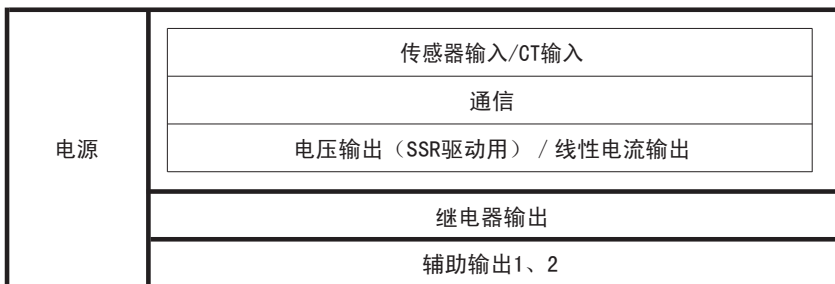 传感器输入/CT输入
通信
电源
电压输出（SSR驱动用）/线性电流输出
继电器输出
辅助输出1、2